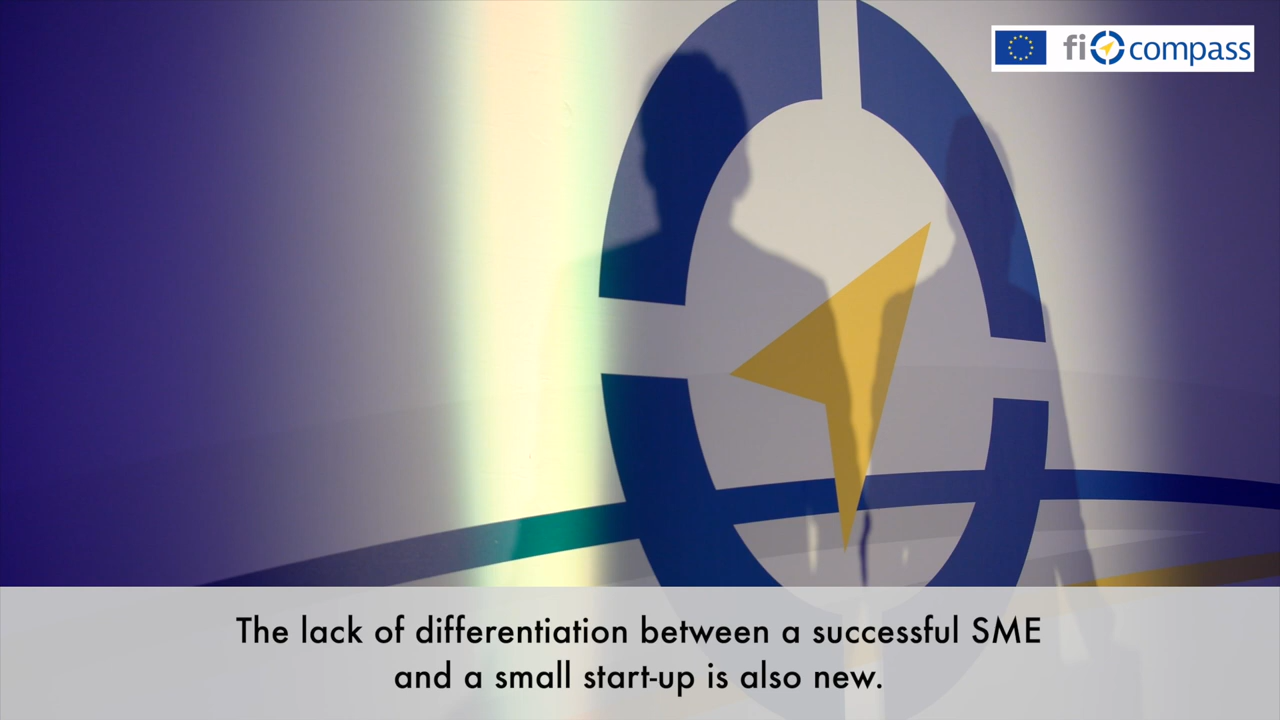 fi compass
The lack of differentiation between a successful SME
and a small start-up is also new.